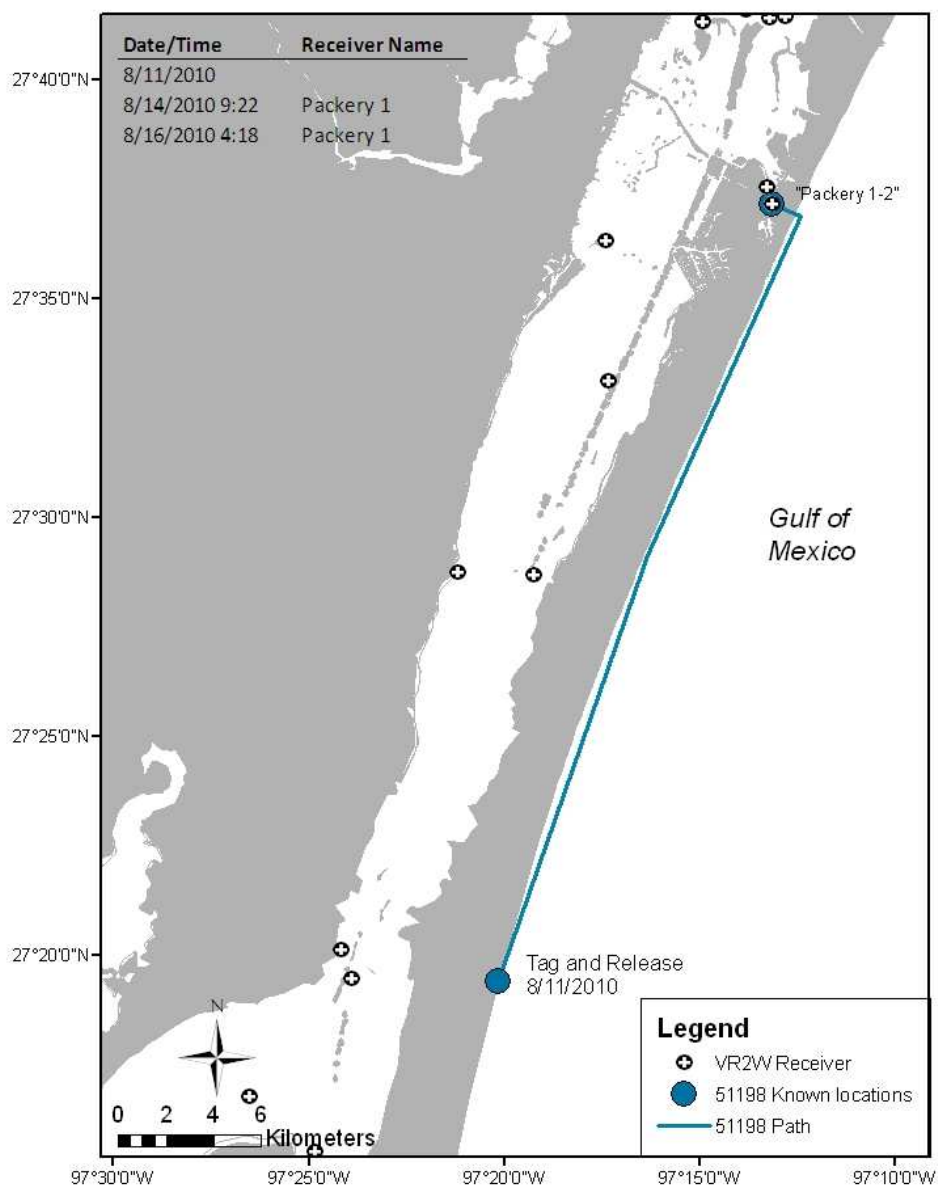 Date/Time Receiver Name
8/11/2010
8/14/2010 9:22 Packery 1
8/16/2010 4:18 Packery 1
27°40'0"N
"Packery 1-2"
27°35'0"N
27°30'0"N
Gulf of
Mexico
27°25'0"N
27°20'0"N
Tag and Release
8/11/2010
N
Legend
VR2W Receiver
51198 Known locations
51198 Path
0 2 4 6
Kilometers
97°30'0"W 97°25'0"W 97°20'0"W 97°15'0"W 97°10'0"W